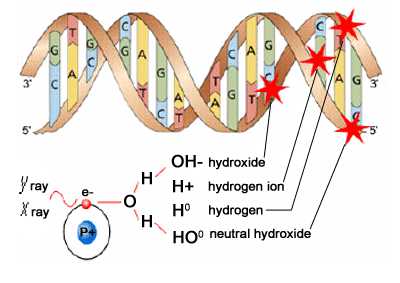 T G C C T
G C G A C A G T
C A A G T G C A G
A T A T G
3' 3'
5' 5'
OH- hydroxide
H+ hydrogen ion
H⁰ hydrogen
HO⁰ neutral hydroxide
γ ray
X ray
e-
P+
O
H
H